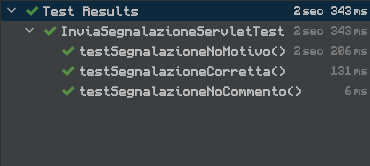 Test Results 2 sec 343 ms
InviaSegnalazioneServletTest 2 sec 343 ms
testSegnalazioneNoMotivo() 2 sec 206 ms
testSegnalazioneCorretta() 131 ms
testSegnalazioneNoCommento() 6 ms